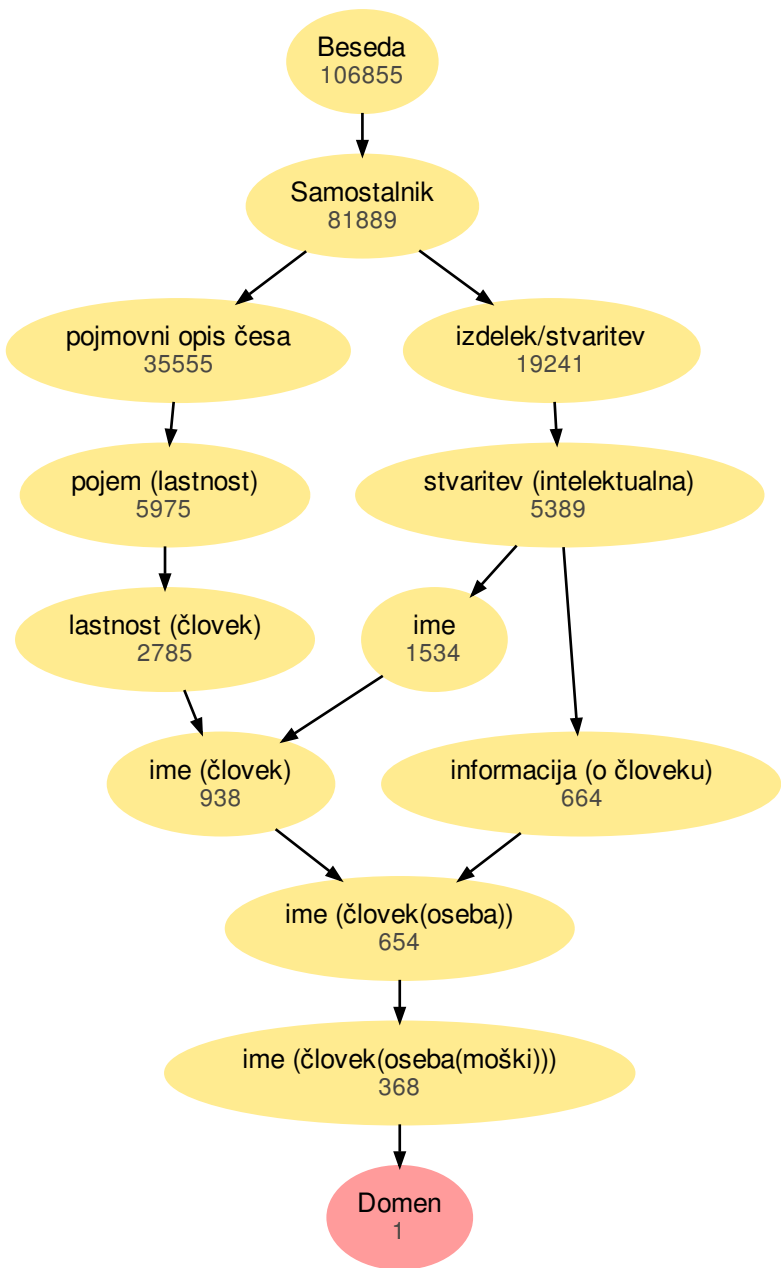 Beseda
106855
Samostalnik
81889
pojmovni opis česa
35555
izdelek/stvaritev
19241
pojem (lastnost)
5975
stvaritev (intelektualna)
5389
lastnost (človek)
2785
ime
1534
ime (človek)
938
informacija (o človeku)
664
ime (človek(oseba))
654
ime (človek(oseba(moški)))
368
Domen
1